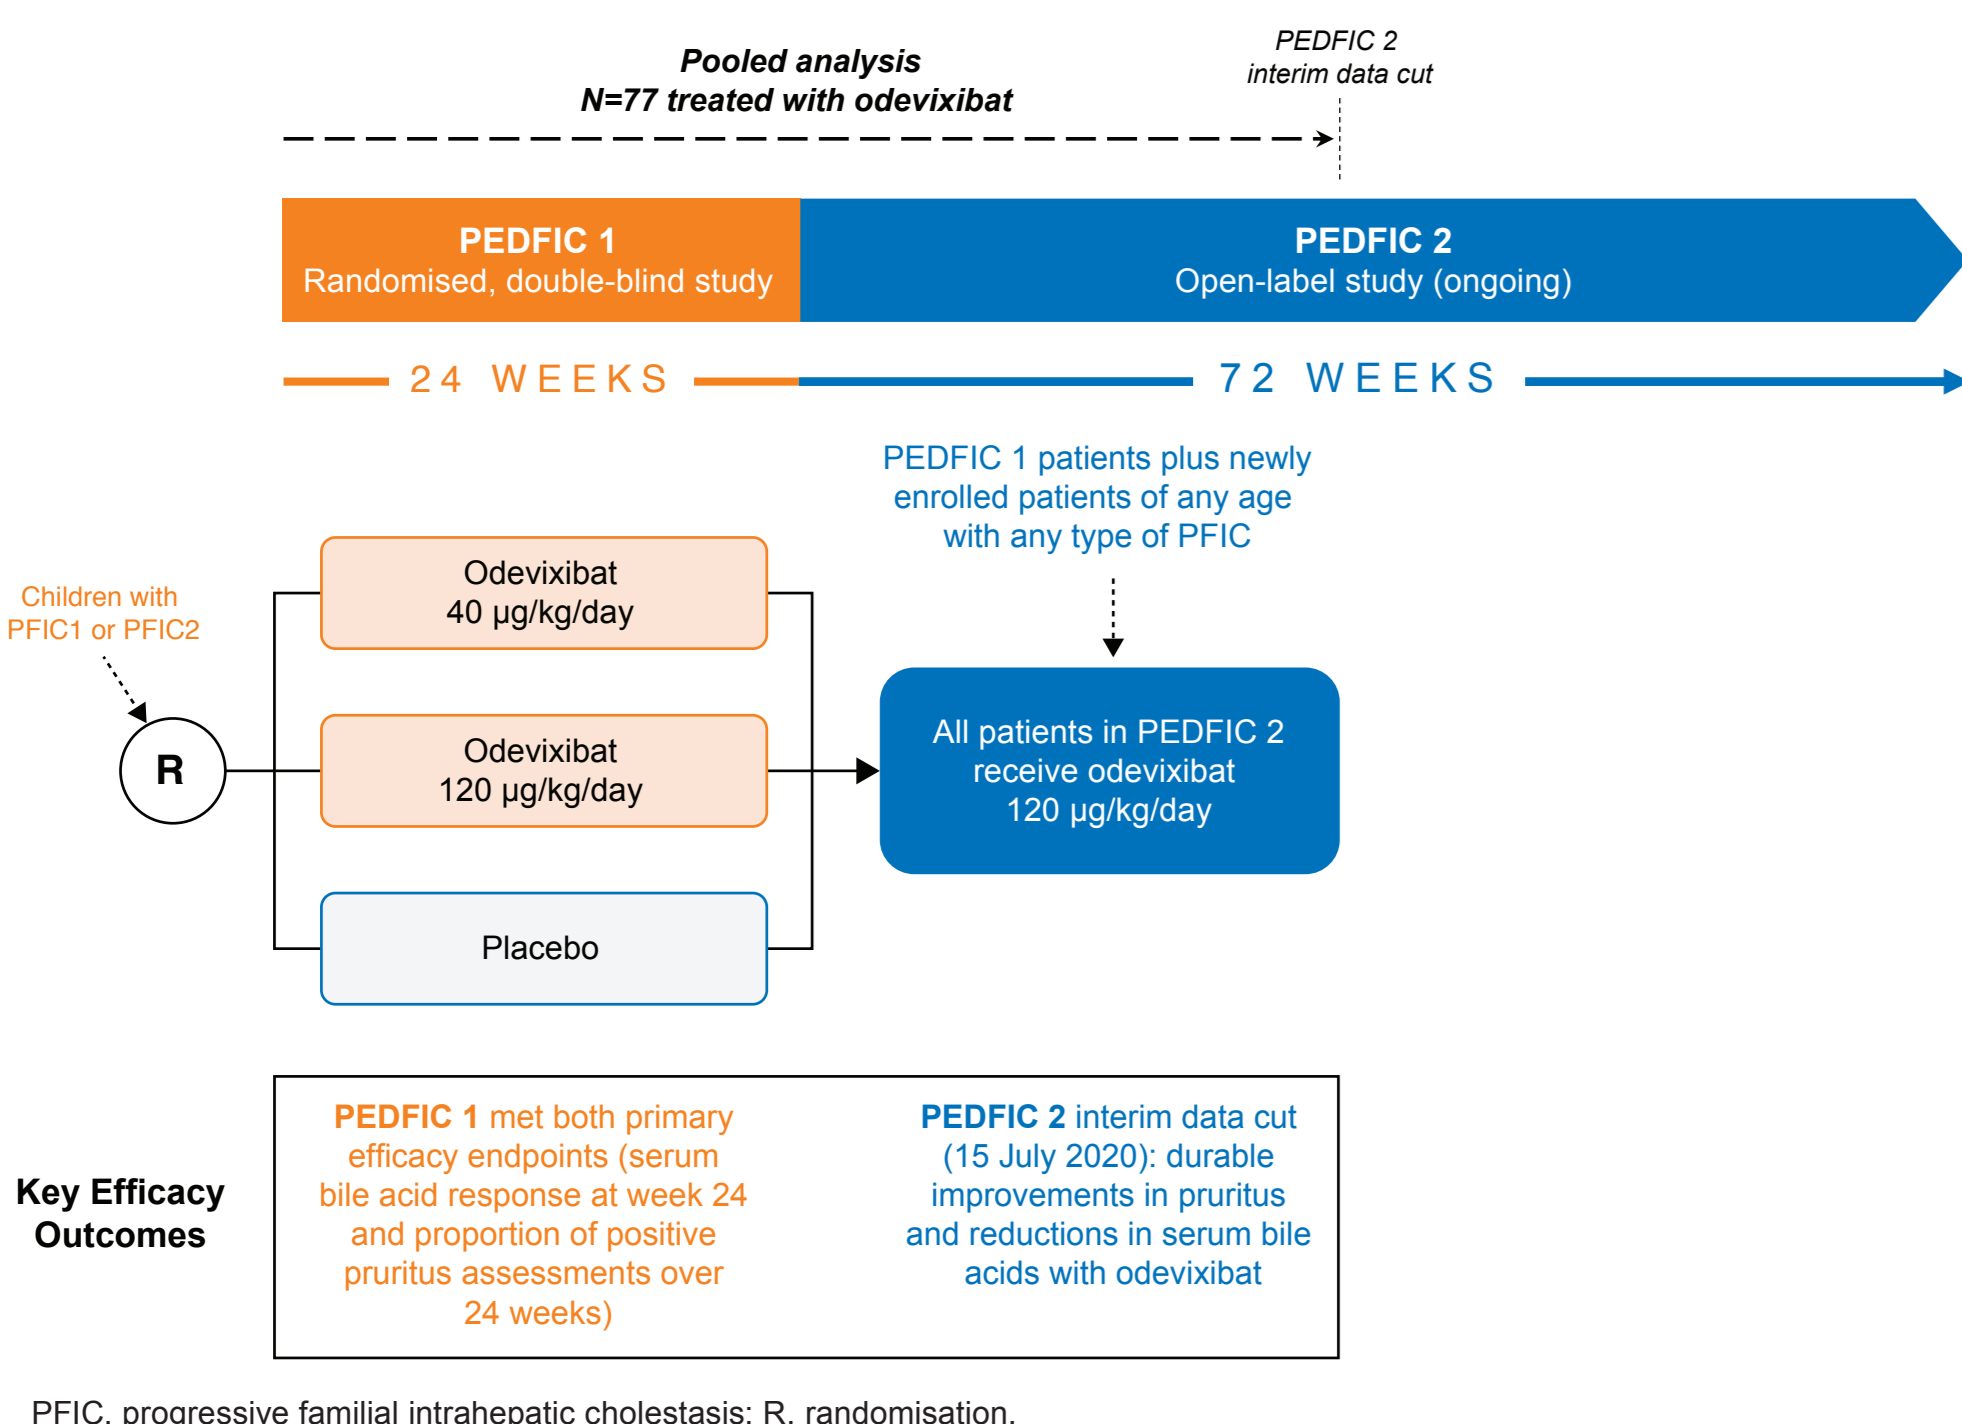 Pooled analysis
N=77 treated with odevixibat
PEDFIC 2
interim data cut
PEDFIC 1
Randomised, double-blind study
PEDFIC 2
Open-label study (ongoing)
24 WEEKS
72 WEEKS
PEDFIC 1 patients plus newly
enrolled patients of any age
with any type of PFIC
Children with
PFIC1 or PFIC2
R
Odevixibat
40 µg/kg/day
Odevixibat
120 µg/kg/day
Placebo
All patients in PEDFIC 2
receive odevixibat
120 µg/kg/day
Key Efficacy
Outcomes
PEDFIC 1 met both primary
efficacy endpoints (serum
bile acid response at week 24
and proportion of positive
pruritus assessments over
24 weeks)
PEDFIC 2 interim data cut
(15 July 2020): durable
improvements in pruritus
and reductions in serum bile
acids with odevixibat
PFIC, progressive familial intrahepatic cholestasis; R, randomisation.